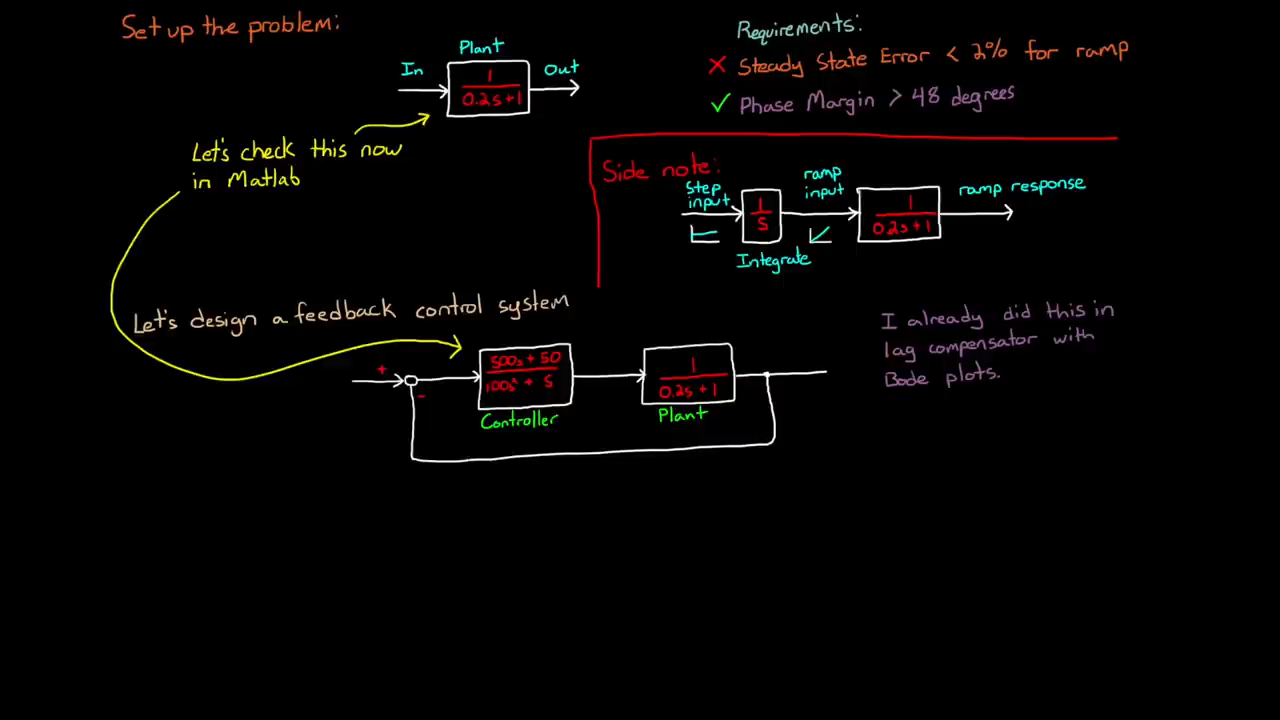 Set up the problem:
Plant
In
1
0.2s+1
Out
Requirements:
X Steady State Error < 2% for ramp
✓ Phase Margin > 48 degrees
Let's check this now
in Matlab
Side note:
step
input
1
s
Integrate
ramp
input
1
0.2s+1
ramp response
Let's design a feedback control system
+
-
500s + 50
100s² + s
Controller
1
0.2s + 1
Plant
I already did this in
lag compensator with
Bode plots.